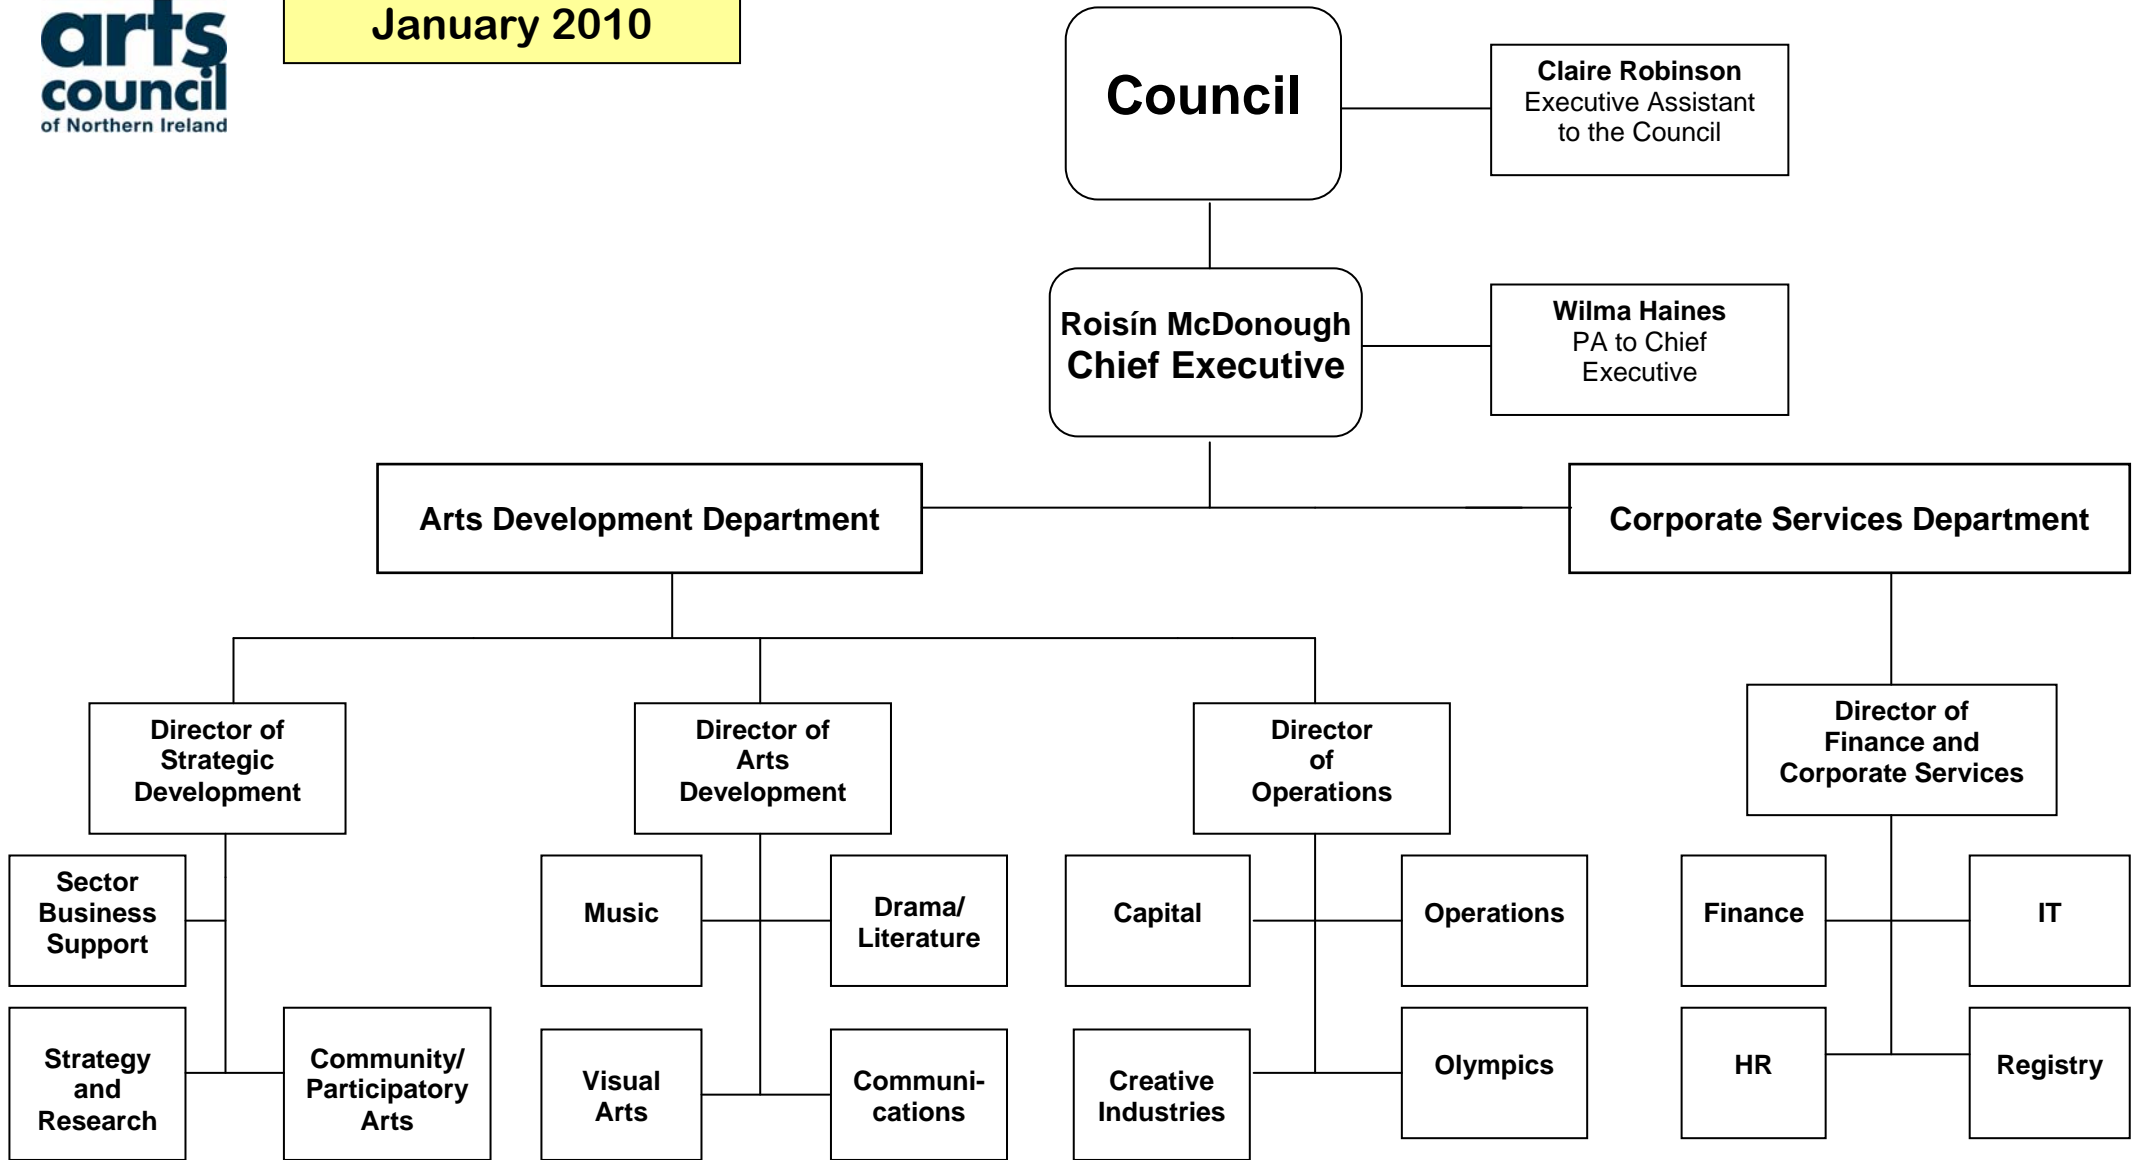 arts
council
of Northern Ireland
January 2010
Council
Claire Robinson
Executive Assistant
to the Council
Roisín McDonough
Chief Executive
Wilma Haines
PA to Chief
Executive
Arts Development Department
Corporate Services Department
Director of
Strategic
Development
Director of
Arts
Development
Director
of
Operations
Director of
Finance and
Corporate Services
Sector
Business
Support
Music
Drama/
Literature
Capital
Operations
Finance
IT
Strategy
and
Research
Community/
Participatory
Arts
Visual
Arts
Communi-
cations
Creative
Industries
Olympics
HR
Registry